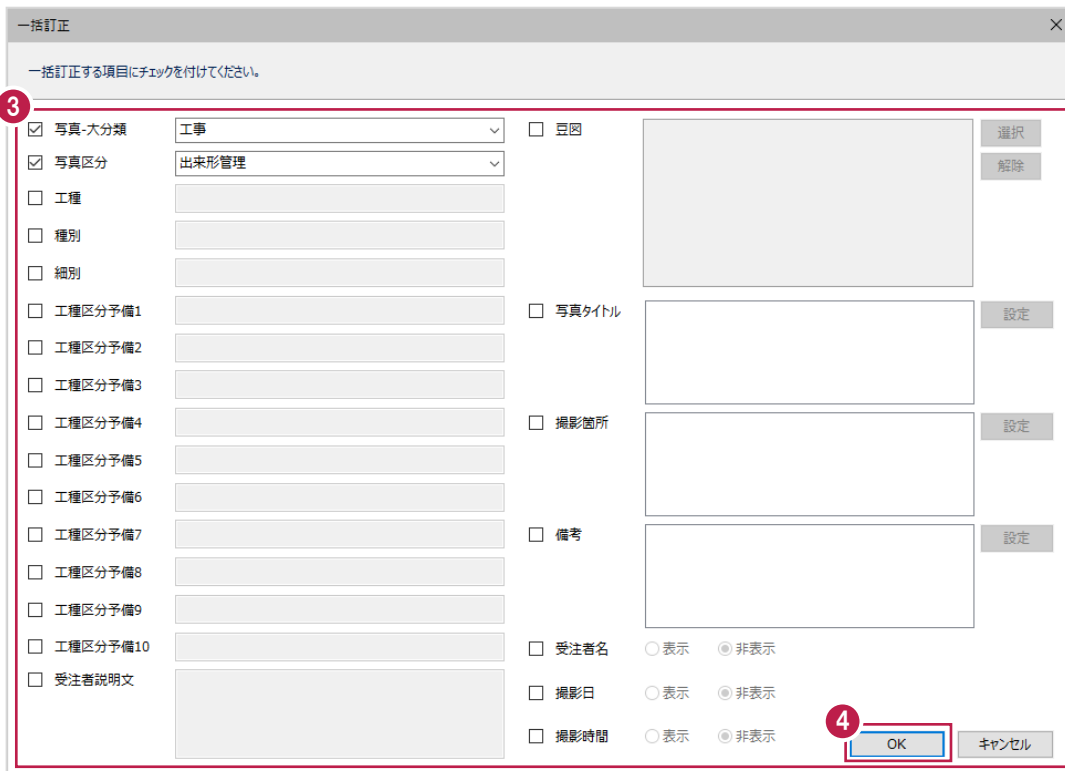 一括訂正
一括訂正する項目にチェックを付けてください。
3
写真-大分類 工事
写真区分 出来形管理
工種
種別
細別
工種区分予備1
工種区分予備2
工種区分予備3
工種区分予備4
工種区分予備5
工種区分予備6
工種区分予備7
工種区分予備8
工種区分予備9
工種区分予備10
受注者説明文
豆図 選択
解除
写真タイトル 設定
撮影箇所 設定
備考 設定
受注者名 表示 非表示
撮影日 表示 非表示
撮影時間 表示 非表示
4
OK キャンセル